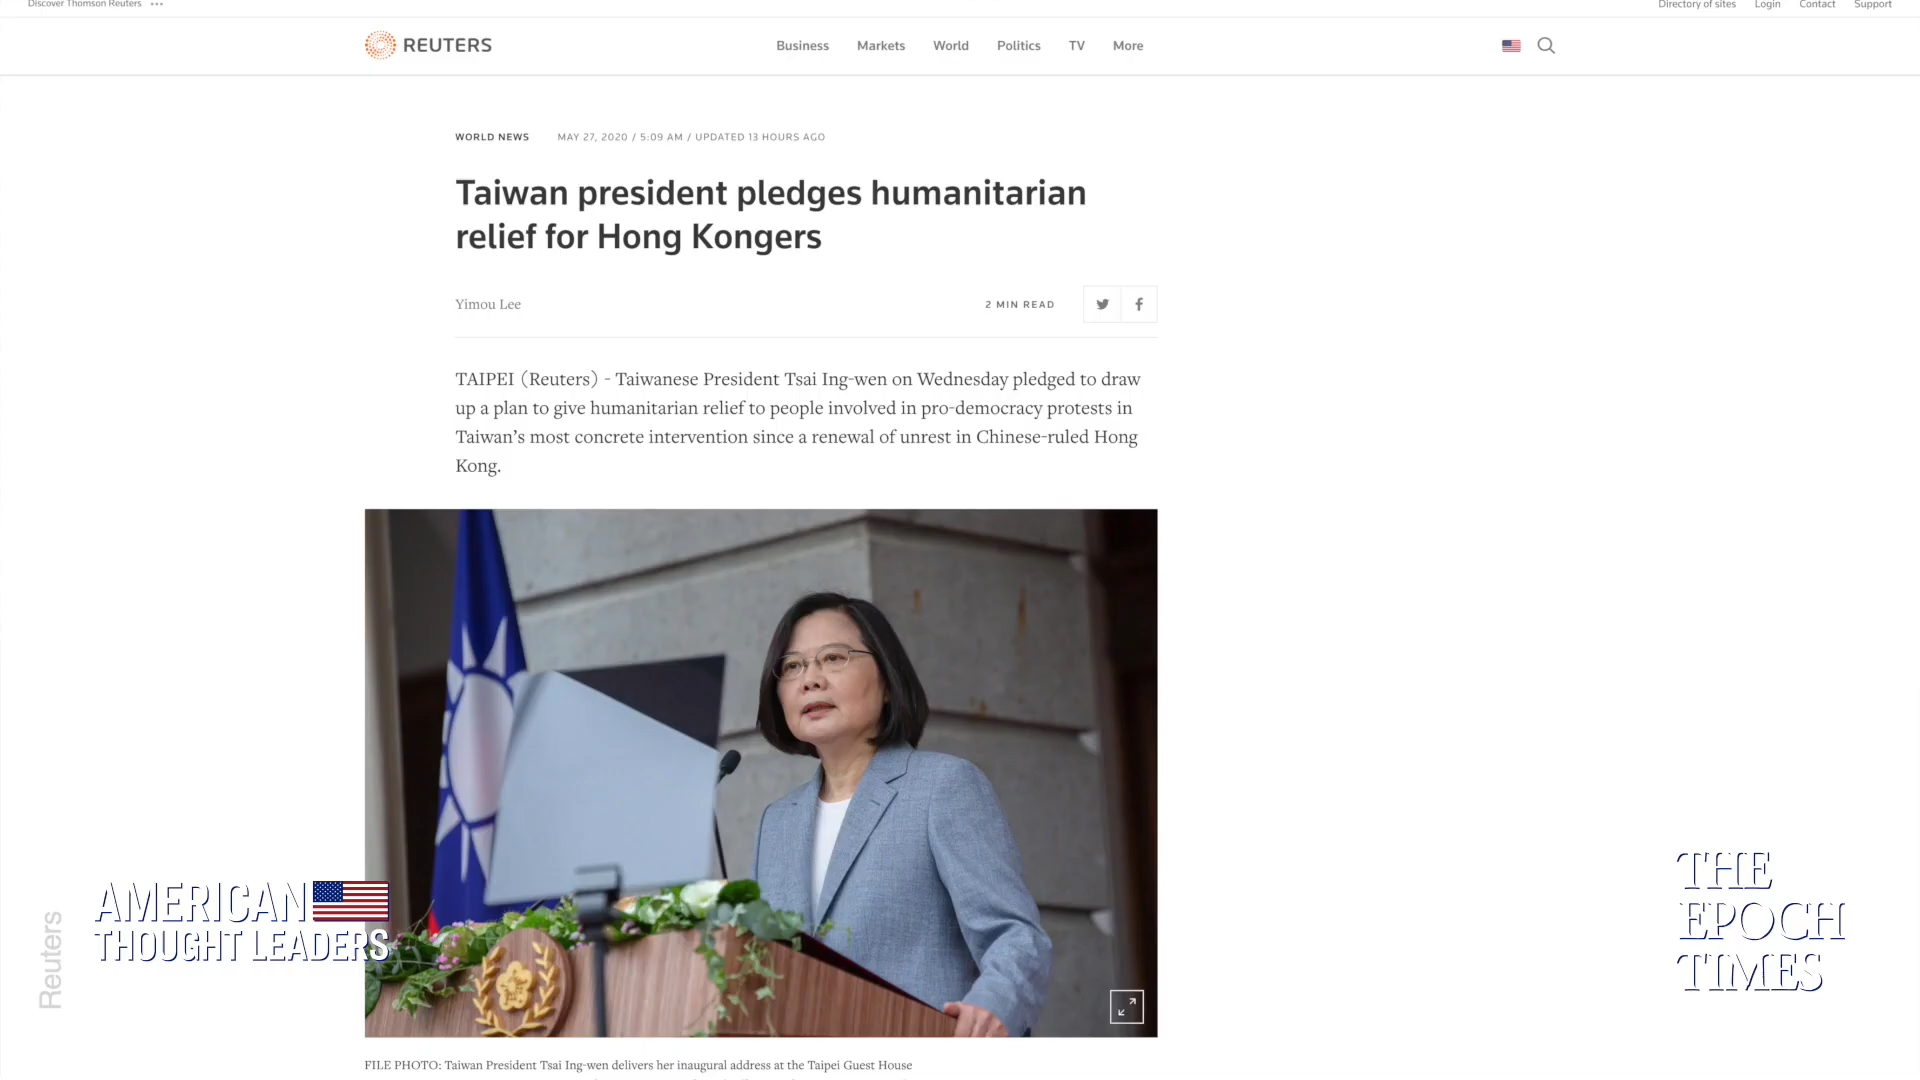 Discover Thomson Reuters •••
Directory of sites Login Contact Support
REUTERS
Business Markets World Politics TV More
WORLD NEWS MAY 27, 2020 / 5:09 AM / UPDATED 13 HOURS AGO
Taiwan president pledges humanitarian
relief for Hong Kongers
Yimou Lee
2 MIN READ
TAIPEI (Reuters) - Taiwanese President Tsai Ing-wen on Wednesday pledged to draw
up a plan to give humanitarian relief to people involved in pro-democracy protests in
Taiwan’s most concrete intervention since a renewal of unrest in Chinese-ruled Hong
Kong.
AMERICAN
THOUGHT LEADERS
Reuters
THE
EPOCH
TIMES
FILE PHOTO: Taiwan President Tsai Ing-wen delivers her inaugural address at the Taipei Guest House